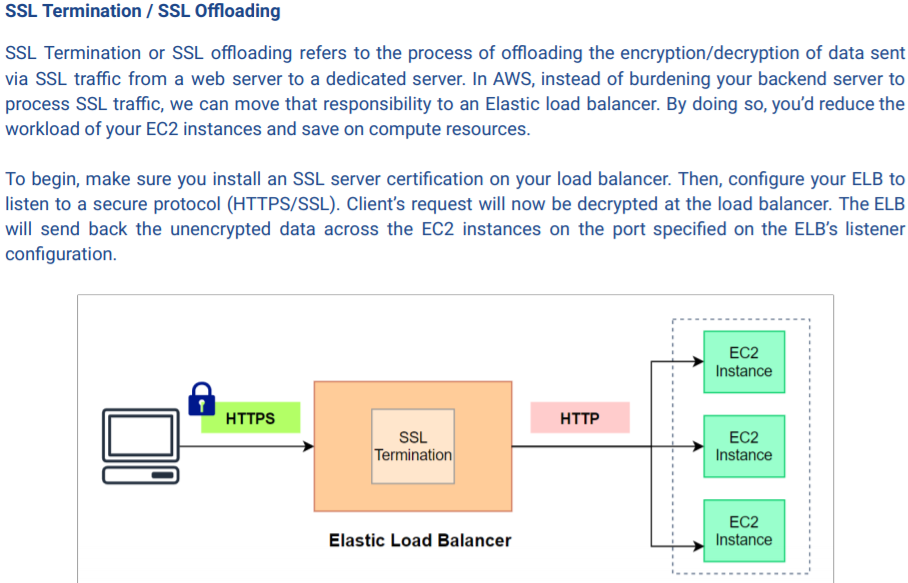 SSL Termination / SSL Offloading
SSL Termination or SSL offloading refers to the process of offloading the encryption/decryption of data sent
via SSL traffic from a web server to a dedicated server. In AWS, instead of burdening your backend server to
process SSL traffic, we can move that responsibility to an Elastic load balancer. By doing so, you’d reduce the
workload of your EC2 instances and save on compute resources.
To begin, make sure you install an SSL server certification on your load balancer. Then, configure your ELB to
listen to a secure protocol (HTTPS/SSL). Client’s request will now be decrypted at the load balancer. The ELB
will send back the unencrypted data across the EC2 instances on the port specified on the ELB’s listener
configuration.
HTTPS
SSL
Termination
Elastic Load Balancer
HTTP
EC2
Instance
EC2
Instance
EC2
Instance